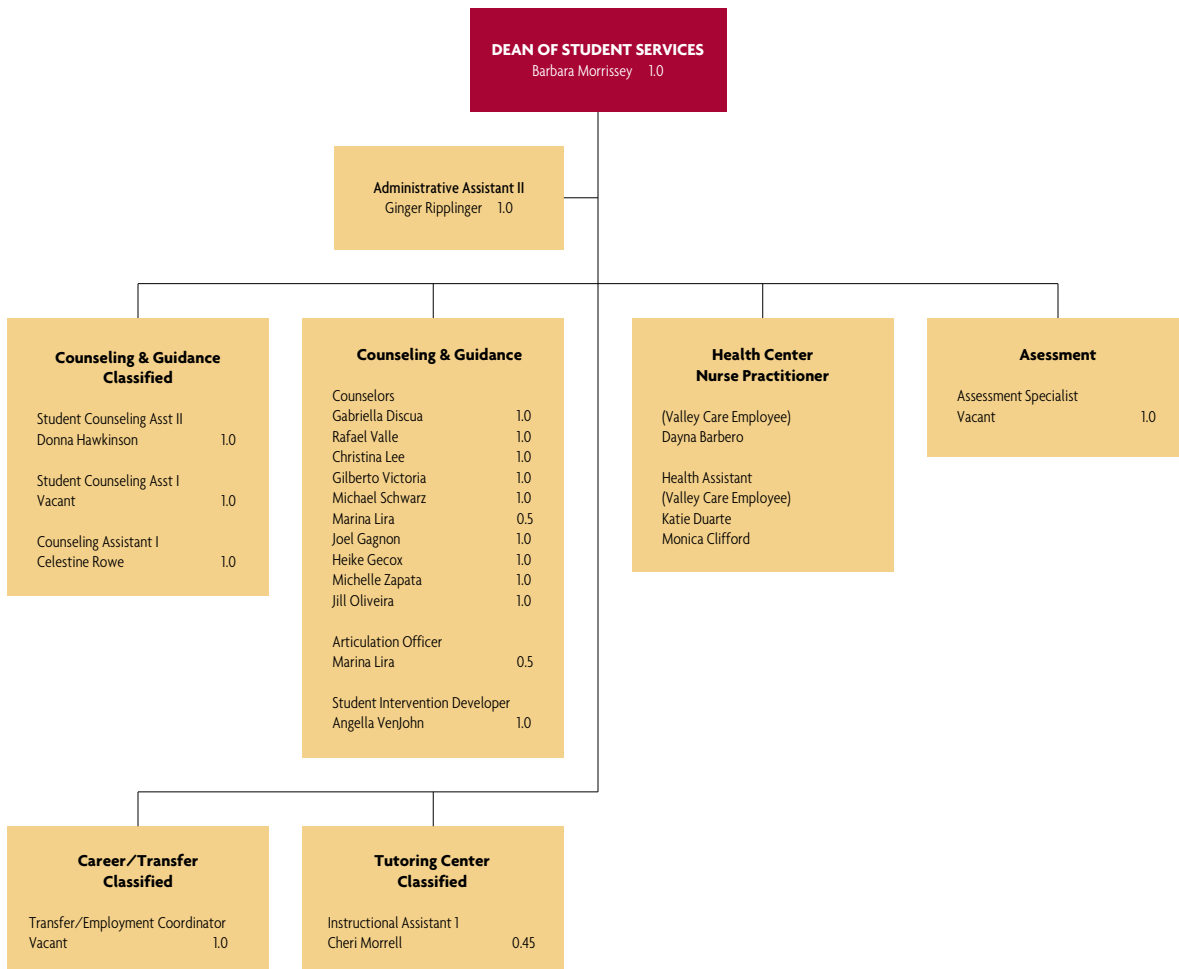 DEAN OF STUDENT SERVICES
Barbara Morrissey 1.0
Administrative Assistant II
Ginger Ripplinger 1.0
Counseling & Guidance
Classified
Student Counseling Asst II
Donna Hawkinson 1.0
Student Counseling Asst I
Vacant 1.0
Counseling Assistant I
Celestine Rowe 1.0
Counseling & Guidance
Counselors
Gabriella Discua 1.0
Rafael Valle 1.0
Christina Lee 1.0
Gilberto Victoria 1.0
Michael Schwarz 1.0
Marina Lira 0.5
Joel Gagnon 1.0
Heike Gecox 1.0
Michelle Zapata 1.0
Jill Oliveira 1.0
Articulation Officer
Marina Lira 0.5
Student Intervention Developer
Angella VenJohn 1.0
Health Center
Nurse Practitioner
(Valley Care Employee)
Dayna Barbero
Health Assistant
(Valley Care Employee)
Katie Duarte
Monica Clifford
Asessment
Assessment Specialist
Vacant 1.0
Career/Transfer
Classified
Transfer/Employment Coordinator
Vacant 1.0
Tutoring Center
Classified
Instructional Assistant 1
Cheri Morrell 0.45